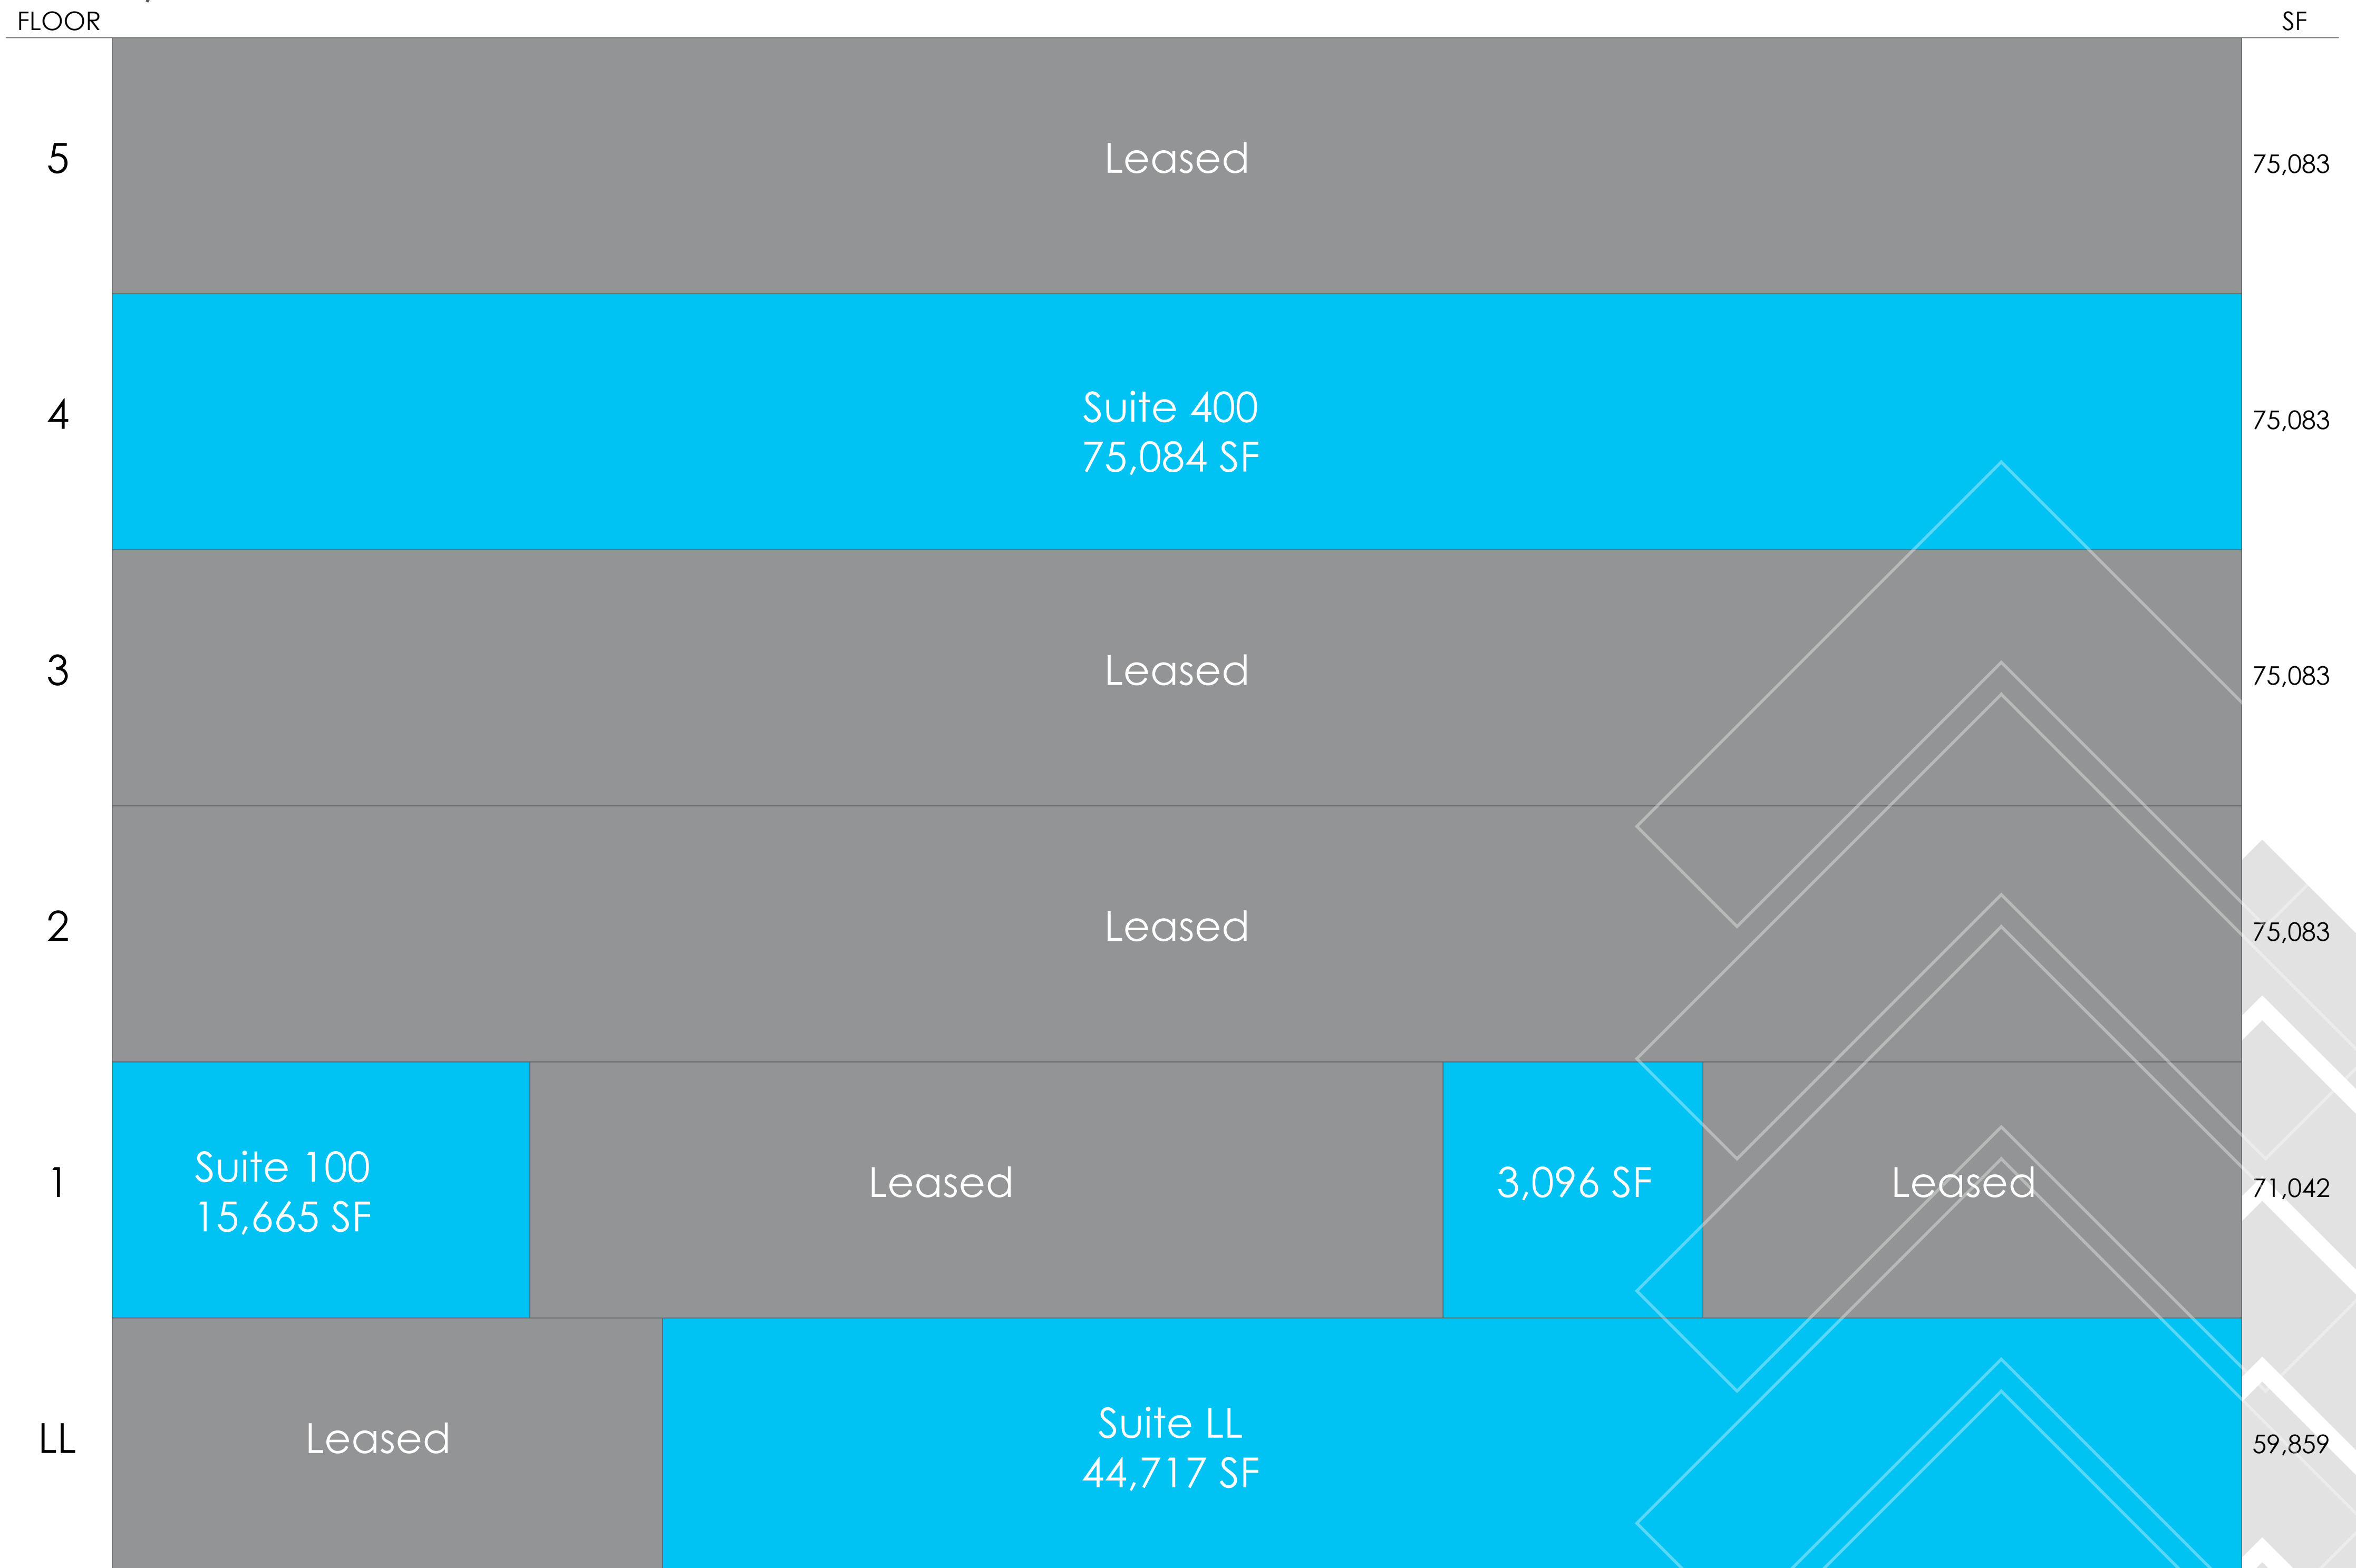 FLOOR SF
5 Leased 75,083
Suite 400
4 75,083
75,084 SF
3 Leased 75,083
2 Leased 75,083
Suite 100
1 Leased 3,096 SF Leased 71,042
15,665 SF
Suite LL
LL Leased 59,859
44,717 SF